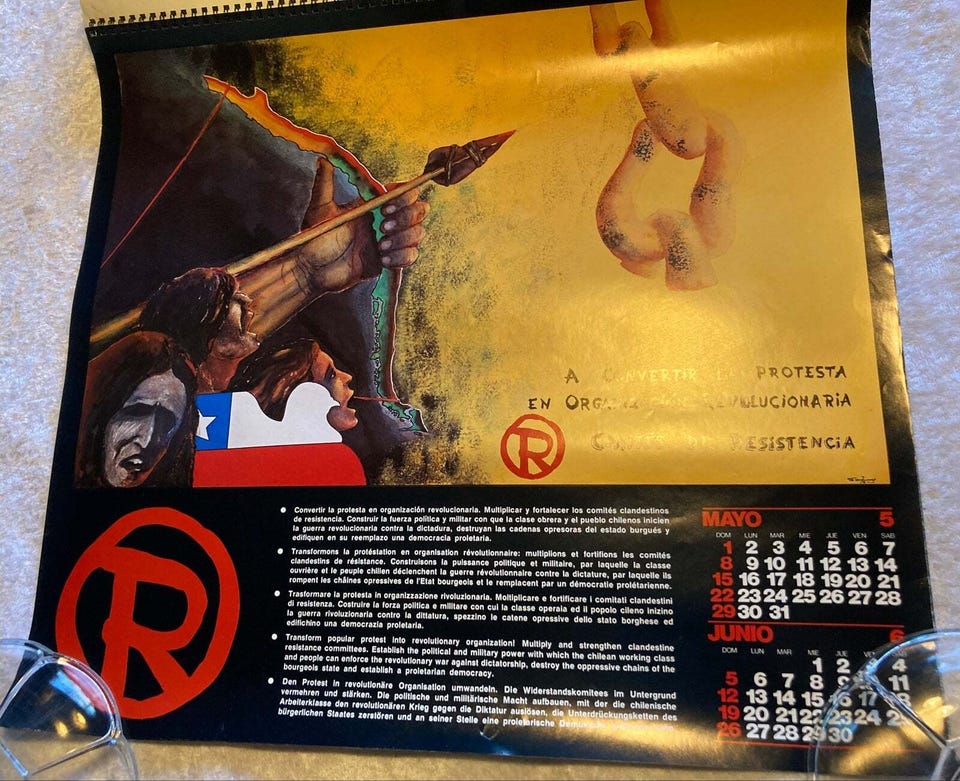 A CONVERTIR LA PROTESTA
EN REVOLUCIONARIA
R RESISTENCIA
R
● Convertir la protesta en organización revolucionaria. Multiplicar y fortalecer los comités clandestinos
de resistencia. Construir la fuerza política y militar con que la clase obrera y el pueblo chilenos inicien
la guerra revolucionaria contra la dictadura, destruyan las cadenas opresoras del estado burgués y
edifiquen en su reemplazo una democracia proletaria.
● Transformons la protéstation en organisation révolutionnaire: multiplions et fortifions les comités
clandestins de résistance. Construisons la puissance politique et militaire, par laquelle la classe
ouvrière et le peuple chilien déclenchent la guerre révolutionnaire contre la dictature, par laquelle ils
rompent les chaînes oppressives de l'Etat bourgeois et le remplacent par un démocratie prolétarienne.
● Trasformare la protesta in organizzazione rivoluzionaria. Moliplicare e fortificare i comitati clandestini
di resistenza. Costruire la forza politica e militare con cui la classe operaia ed il popolo cileno inizino
la guerra rivoluzionaria contro la dittatura, spezzino le catene oppressive dello stato borghese ed
edifichino una democrazia proletaria.
● Transform popular protest into revolutionary organization! Multiply and strengthen clandestine
resistance committees. Establish the political and military power with which the chilean working class
and people can enforce the revolutionary war against dictatorship, destroy the oppressive chains of the
bourgeois state and establish a proletarian democracy.
● Den Protest in revolutionäre Organisation umwandeln. Die Widerstandskomitees im Untergrund
vermehren und stärken. Die politische und militärische Macht aufbauen, mit der die chilenische
Arbeiterklasse den revolutionären Krieg gegen die Diktatur auslösen, die Unterdrückungsketten des
bürgerlichen Staates zerstören und an seiner Stelle eine proletarische
MAYO 5
DOM LUN MAR MIE JUE VEN SAB
1 2 3 4 5 6 7
8 9 10 11 12 13 14
15 16 17 18 19 20 21
22 23 24 25 26 27 28
29 30 31
JUNIO 6
DOM LUN MAR
1 2 4
5 6 7 8 11
12 13 14 15 16 17
19 20 21 22 23 24
26 27 28 29 30